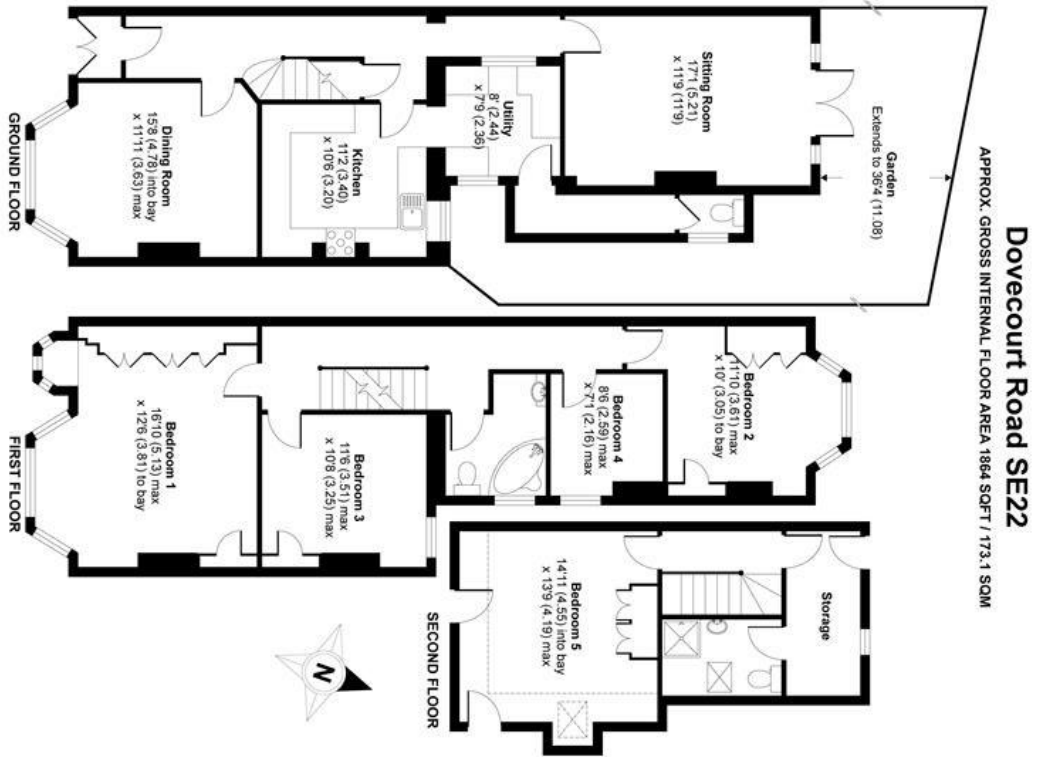 Dovecourt Road SE22
APPROX. GROSS INTERNAL FLOOR AREA 1864 SQFT / 173.1 SQM
Garden
Extends to 36'4 (11.08)
Sitting Room
17'1 (5.21)
x 11'9 (11'9)
Utility
8' (2.44)
x 7'9 (2.36)
Kitchen
11'2 (3.40)
x 10'6 (3.20)
Dining Room
15'8 (4.78) into bay
x 11'11 (3.63) max
GROUND FLOOR
Bedroom 2
11'10 (3.61) max
x 10' (3.05) to bay
Bedroom 4
8'6 (2.59) max
x 7'1 (2.16) max
Bedroom 3
11'6 (3.51) max
x 10'8 (3.25) max
Bedroom 1
16'10 (5.13) max
x 12'6 (3.81) to bay
FIRST FLOOR
Storage
Bedroom 5
14'11 (4.55) into bay
x 13'9 (4.19) max
SECOND FLOOR
N